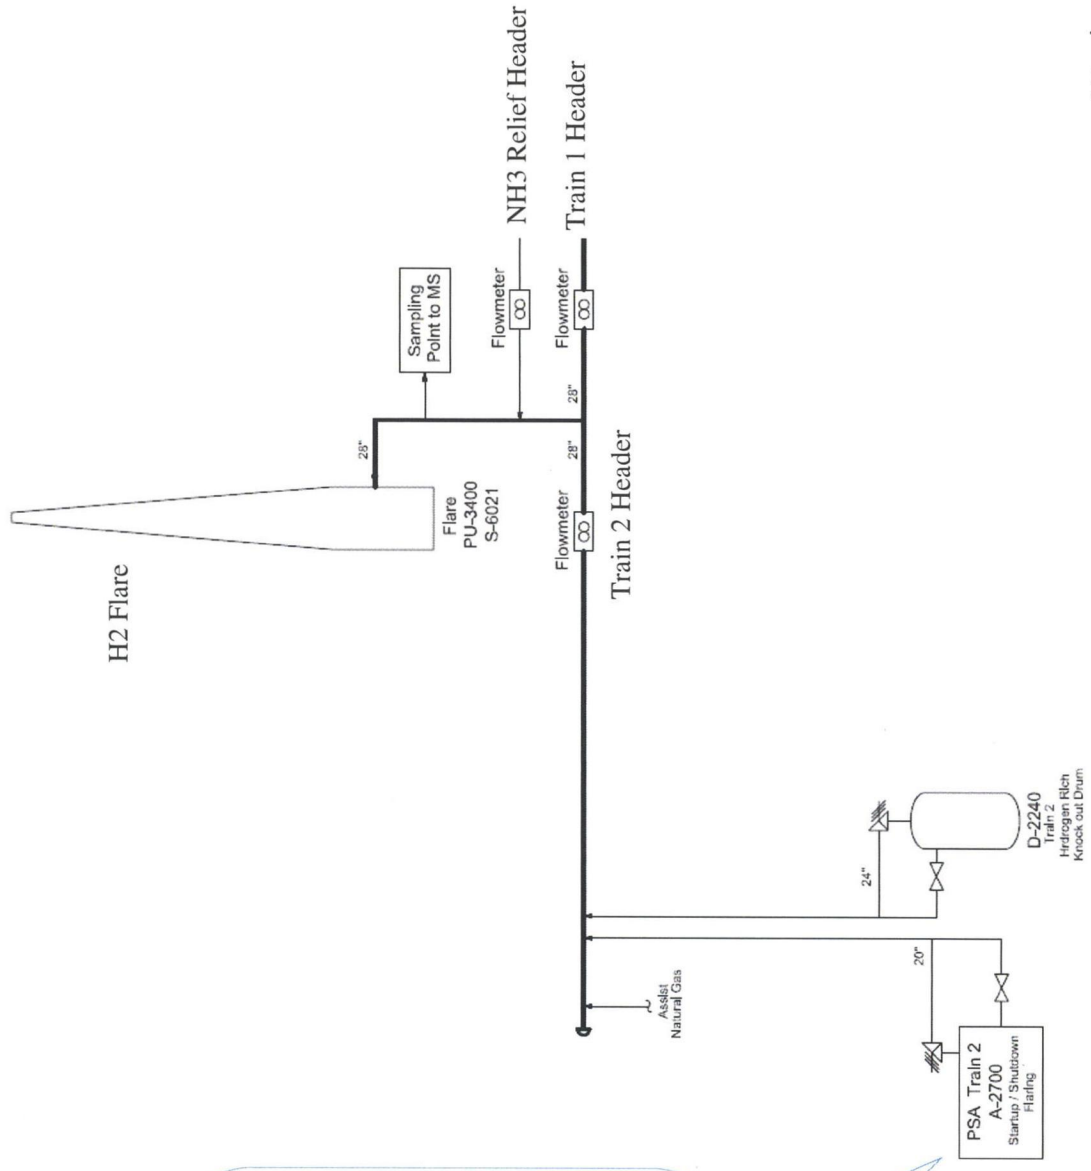 H2 Flare
Flare
PU-3400
S-6021
28"
Sampling
Point to MS
Flowmeter
NH3 Relief Header
Flowmeter
Train 1 Header
28"
28"
Flowmeter
Train 2 Header
Assist
Natural Gas
24"
D-2240
Train 2
Hrdrogen Rich
Knock out Drum
20"
PSA Train 2
A-2700
Startup / Shutdown
Flaring